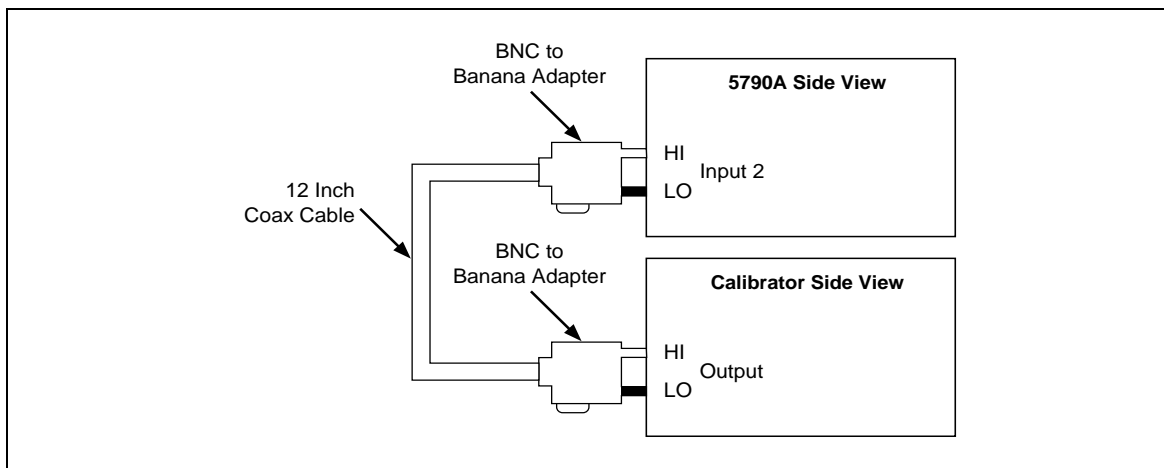 BNC to
Banana Adapter
5790A Side View
HI
Input 2
LO
12 Inch
Coax Cable
BNC to
Banana Adapter
Calibrator Side View
HI
Output
LO